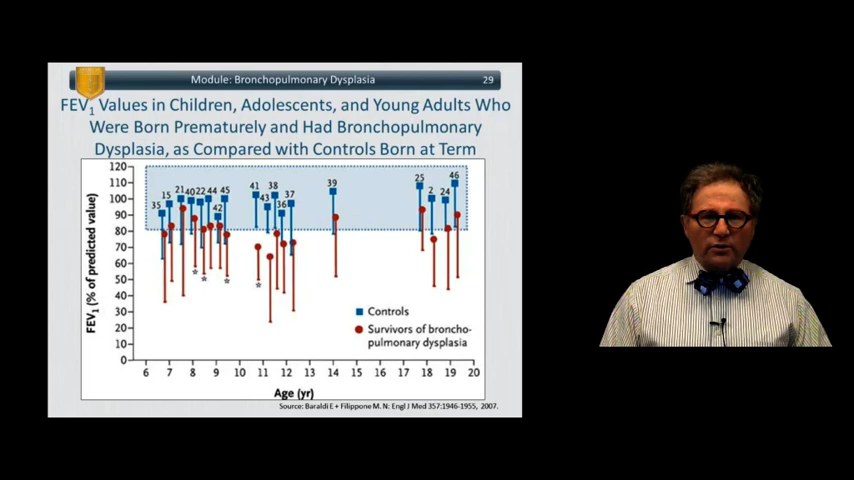 Module: Bronchopulmonary Dysplasia 29
FEV1 Values in Children, Adolescents, and Young Adults Who
Were Born Prematurely and Had Bronchopulmonary
Dysplasia, as Compared with Controls Born at Term
FEV1 (% of predicted value)
120
110
100
90
80
70
60
50
40
30
20
10
0
35 15 21 40 22 44 42 45 41 43 38 36 37 39 25 2 24 46
* * * *
Controls
Survivors of broncho-
pulmonary dysplasia
6 7 8 9 10 11 12 13 14 15 16 17 18 19 20
Age (yr)
Source: Baraldi E + Filippone M. N: Engl J Med 357:1946-1955, 2007.